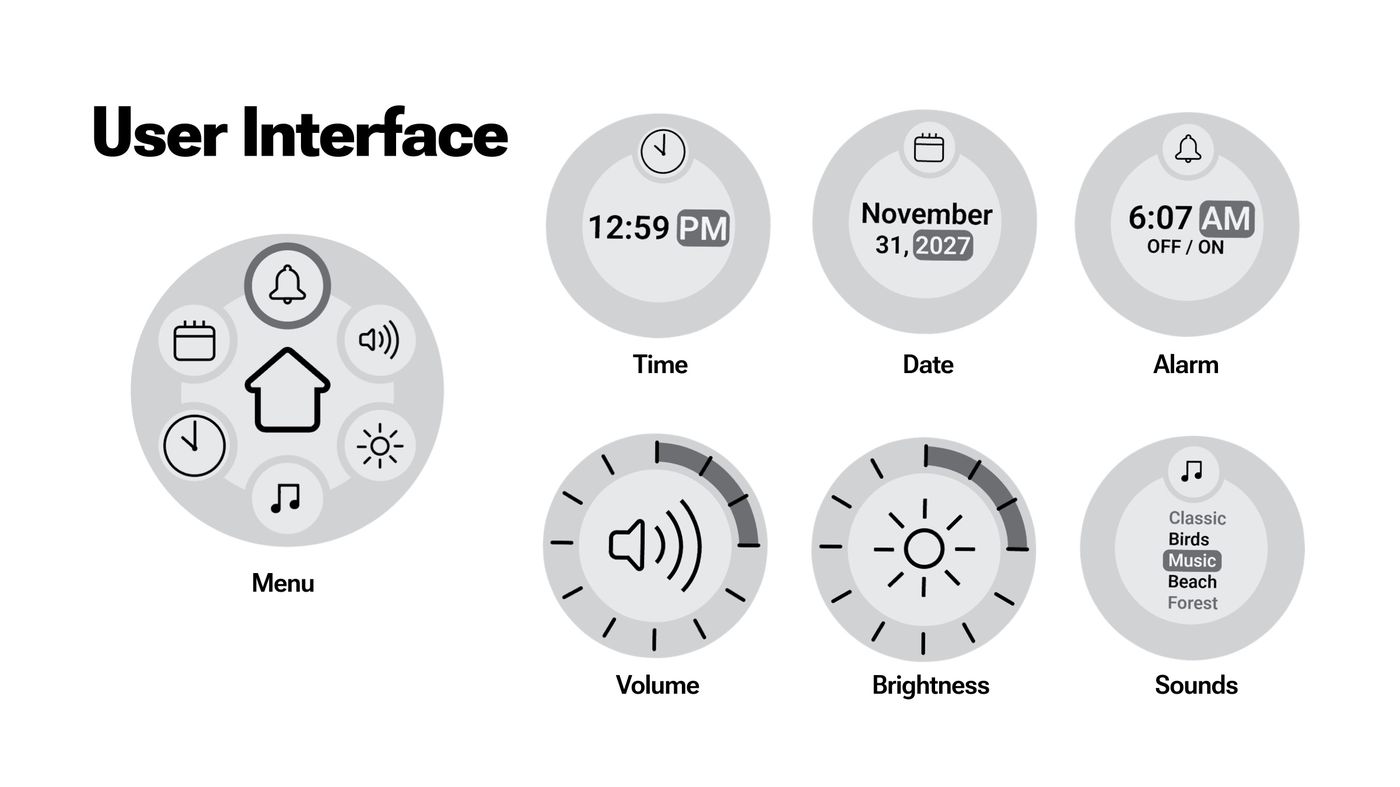 User Interface
12:59 PM
Time
November
31, 2027
Date
6:07 AM
OFF / ON
Alarm
Menu
Volume
Brightness
Classic
Birds
Music
Beach
Forest
Sounds